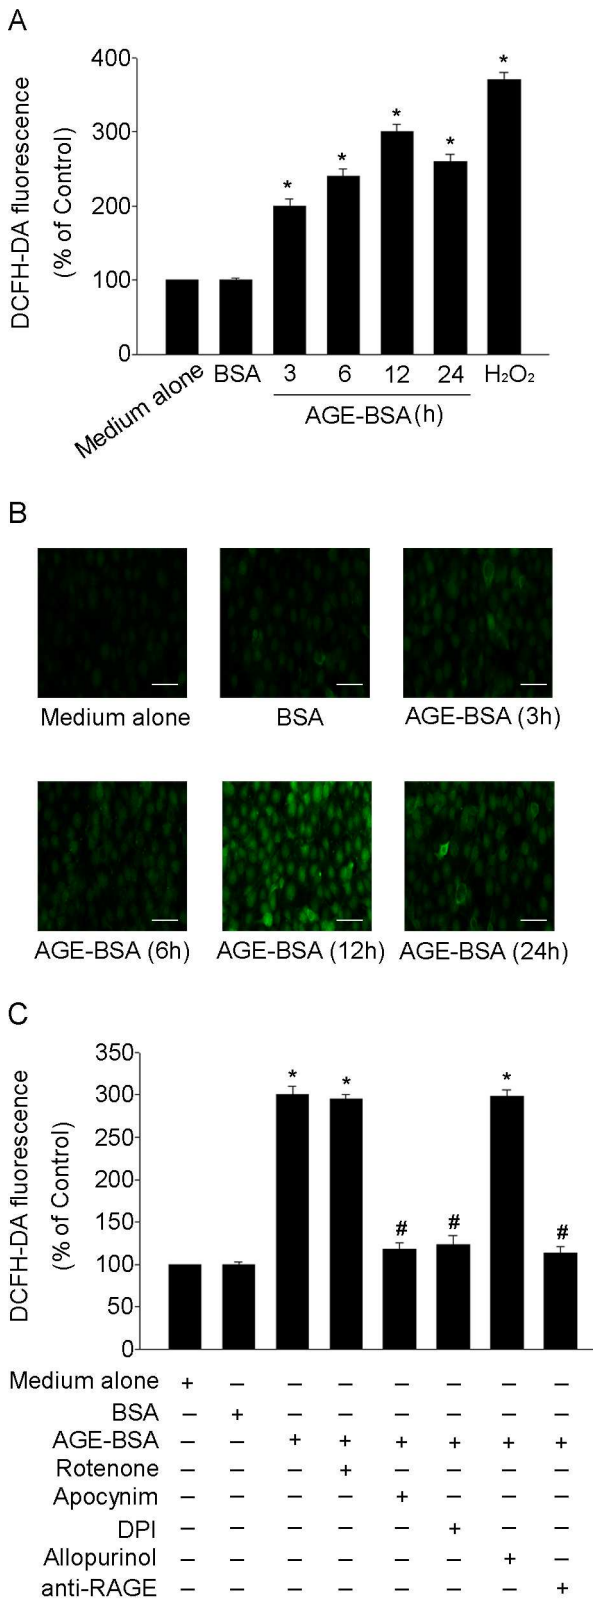 A
DCFH-DA fluorescence
(% of Control)
400
300
200
100
0
*
*
*
*
*
Medium alone BSA 3 6 12 24 H₂O₂
AGE-BSA (h)
B
Medium alone BSA AGE-BSA (3h)
AGE-BSA (6h) AGE-BSA (12h) AGE-BSA (24h)
C
DCFH-DA fluorescence
(% of Control)
350
300
250
200
150
100
50
0
* * # # * #
Medium alone + – – – – – – –
BSA – + – – – – – –
AGE-BSA – – + + + + + +
Rotenone – – – + – – – –
Apocynim – – – – + – – –
DPI – – – – – + – –
Allopurinol – – – – – – + –
anti-RAGE – – – – – – – +